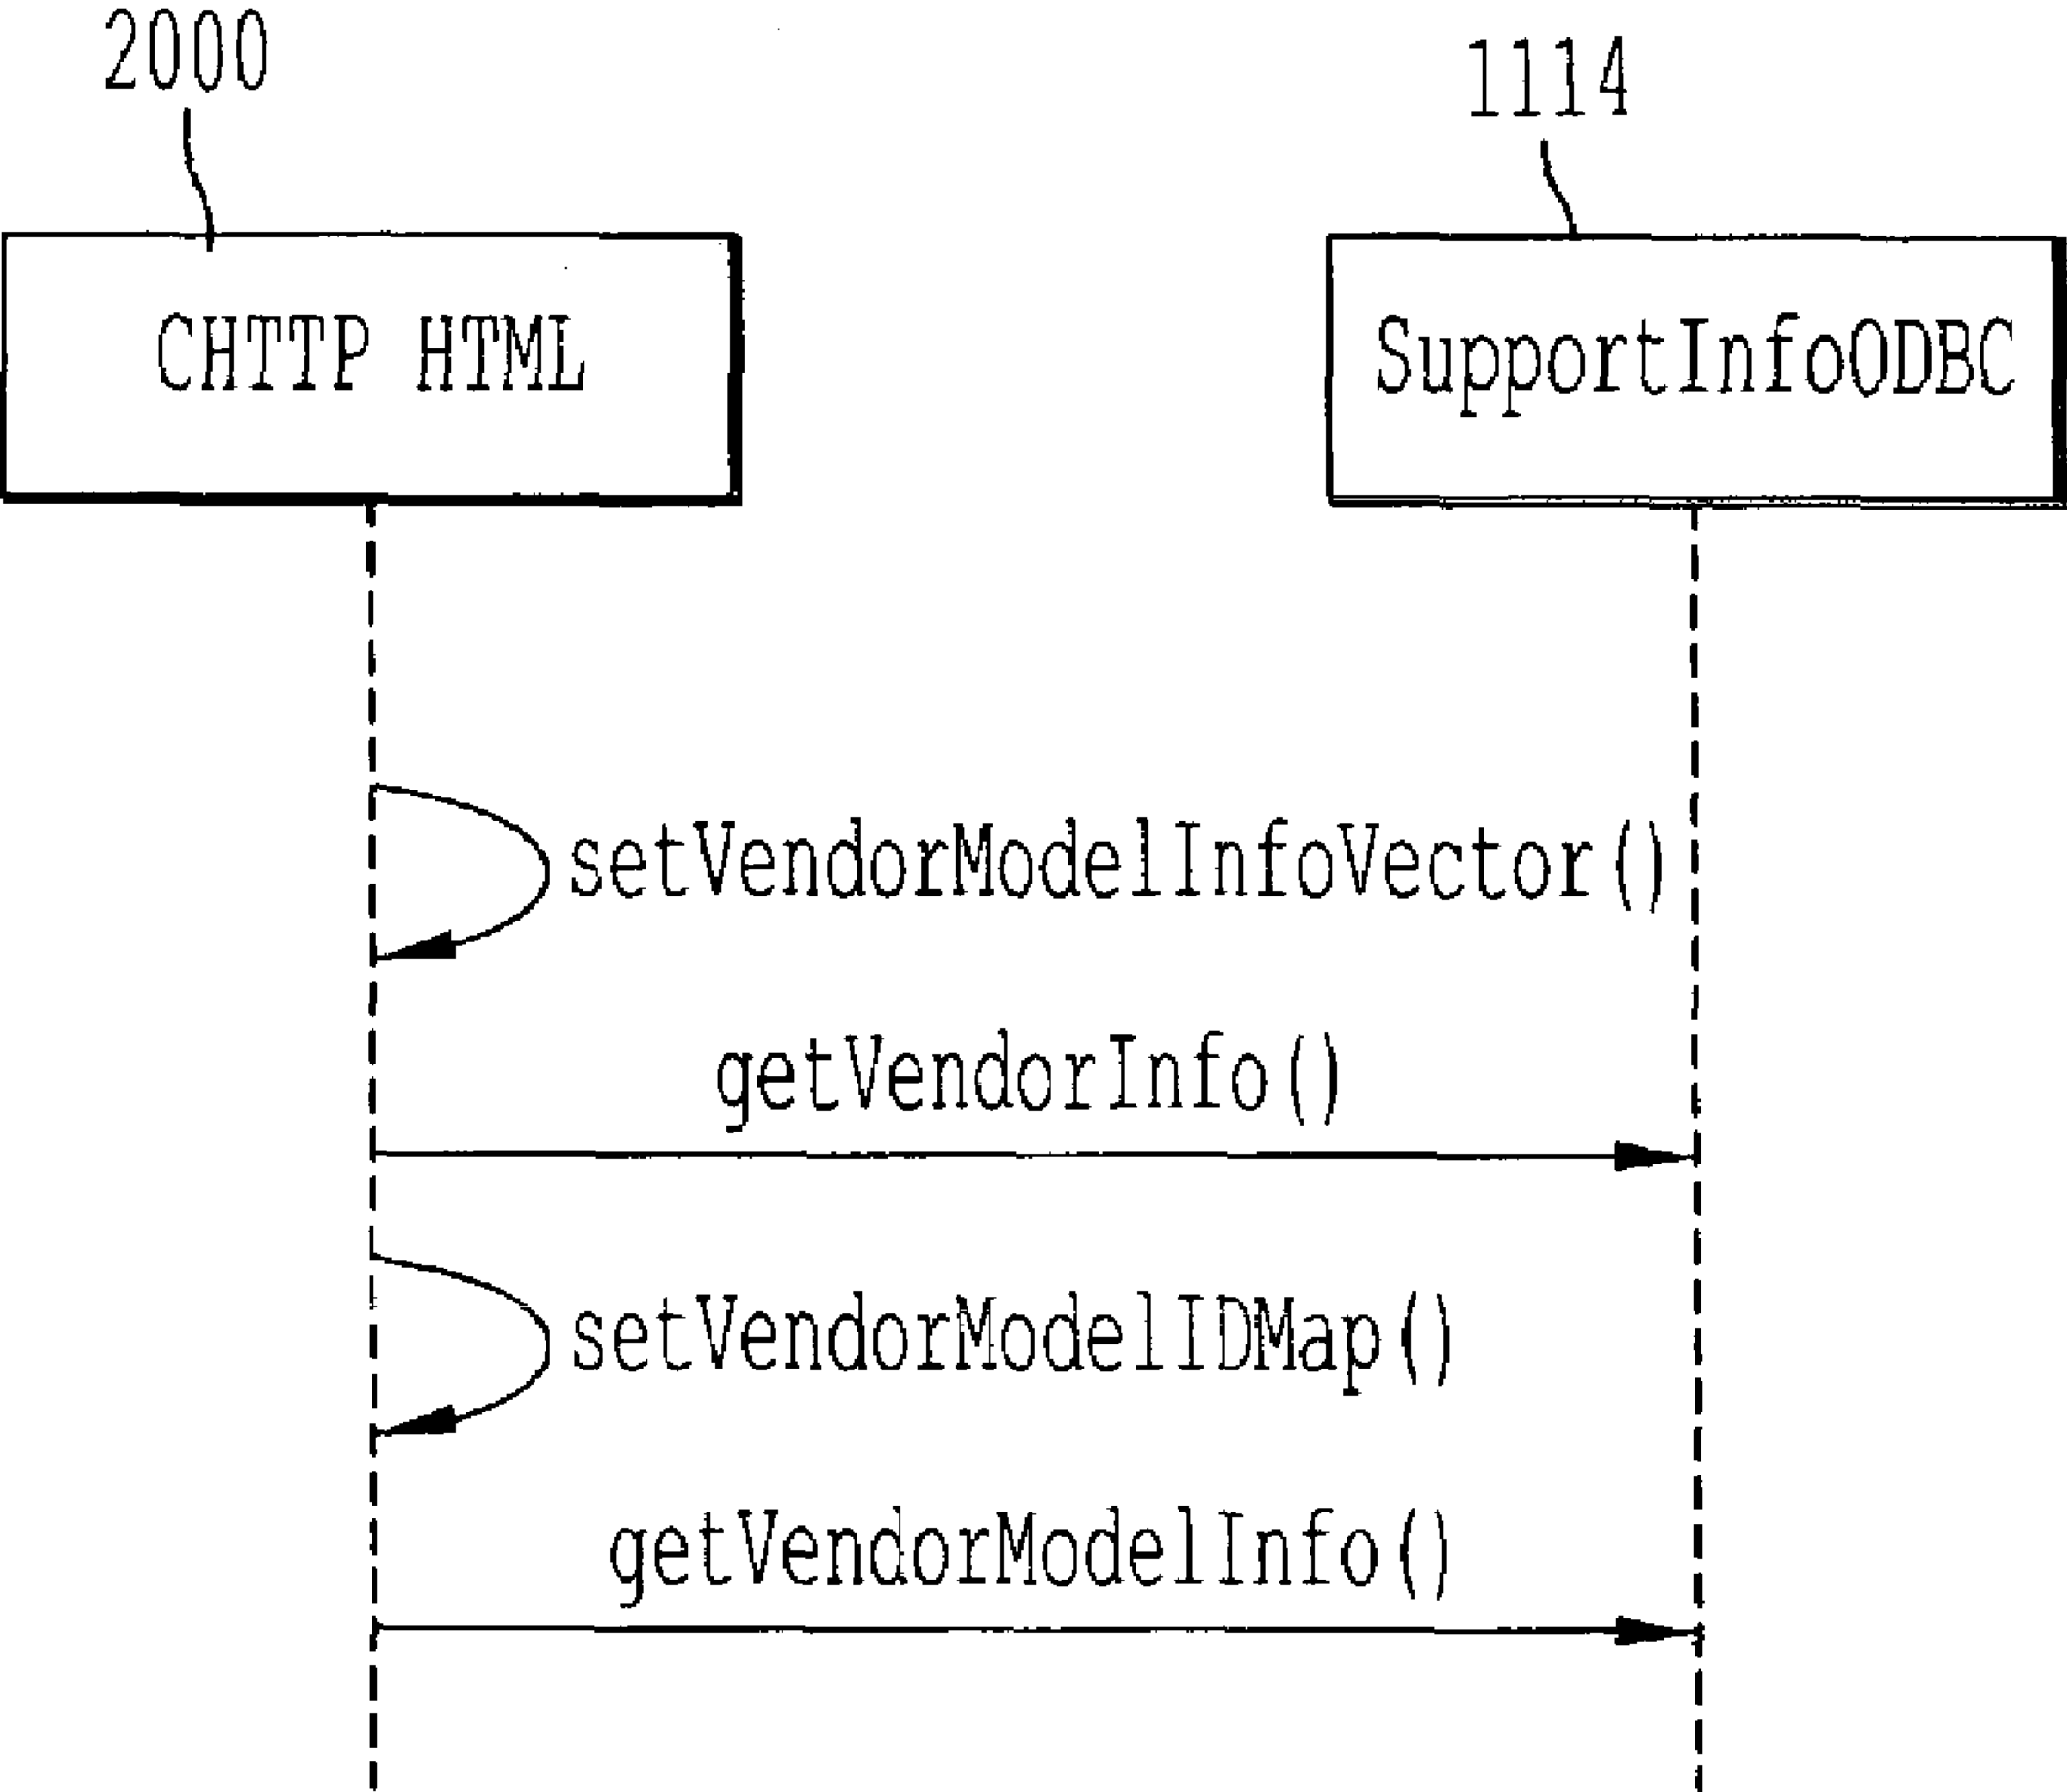 2000
1114
CHTTP HTML
SupportInfoODBC
setVendorModelInfoVector()
getVendorInfo()
setVendorModelIDMap()
getVendorModelInfo()